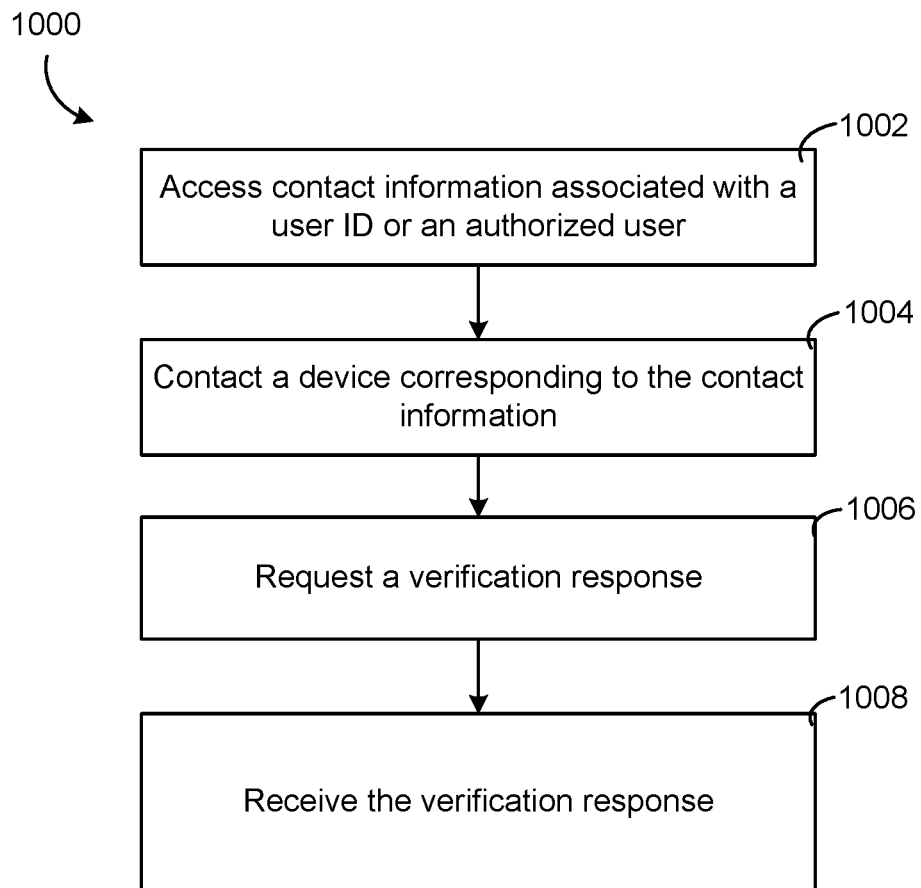 1000
1002
Access contact information associated with a
user ID or an authorized user
1004
Contact a device corresponding to the contact
information
1006
Request a verification response
1008
Receive the verification response